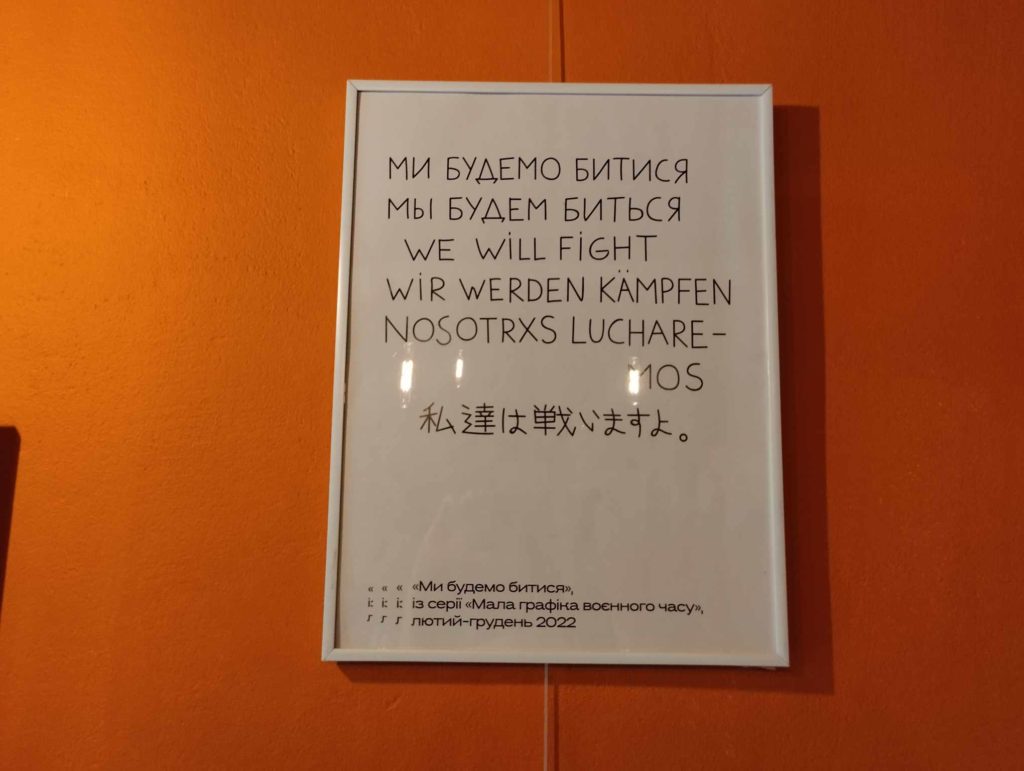 МИ БУДЕМО БИТИСЯ
МЫ БУДЕМ БИТЬСЯ
WE WiLL FiGHT
WiR WERDEN KÄMPFEN
NOSOTRXS LUCHARE–
MOS
私達は戦いますよ。
« « « «Ми будемо битися»,
із серії «Мала графіка воєнного часу»,
лютий-грудень 2022